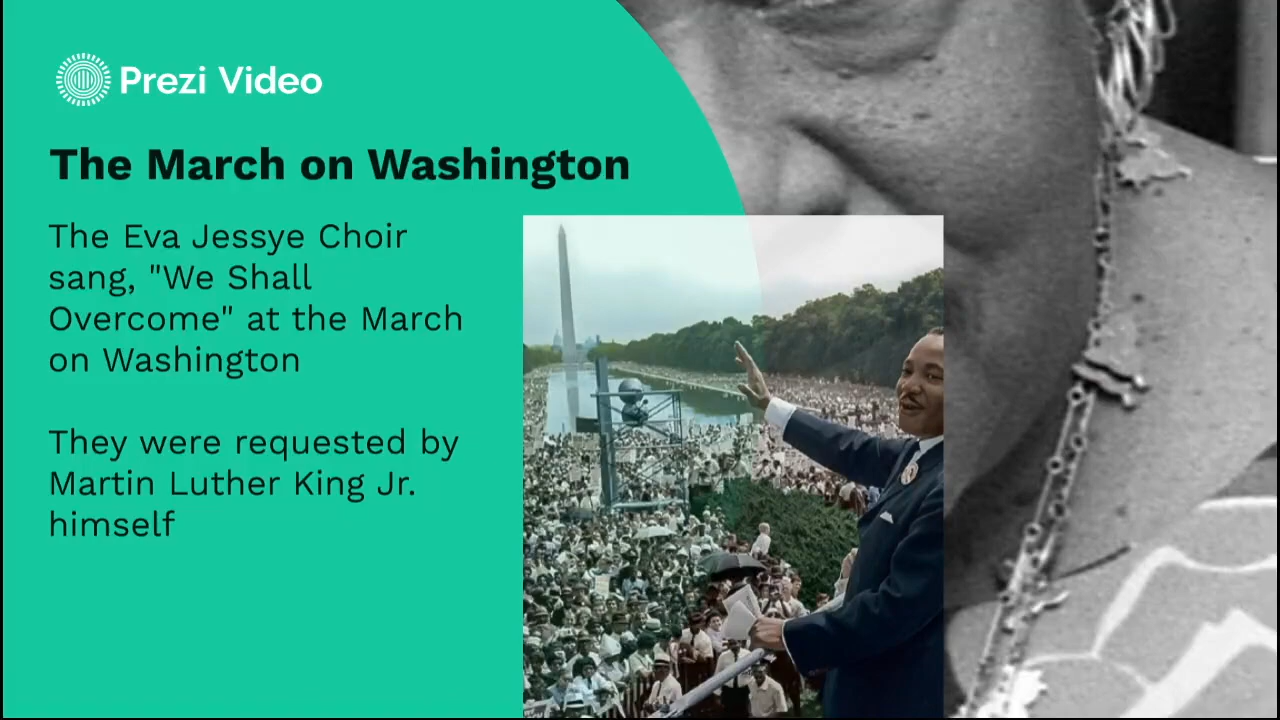 Prezi Video
The March on Washington
The Eva Jessye Choir
sang, "We Shall
Overcome" at the March
on Washington
They were requested by
Martin Luther King Jr.
himself